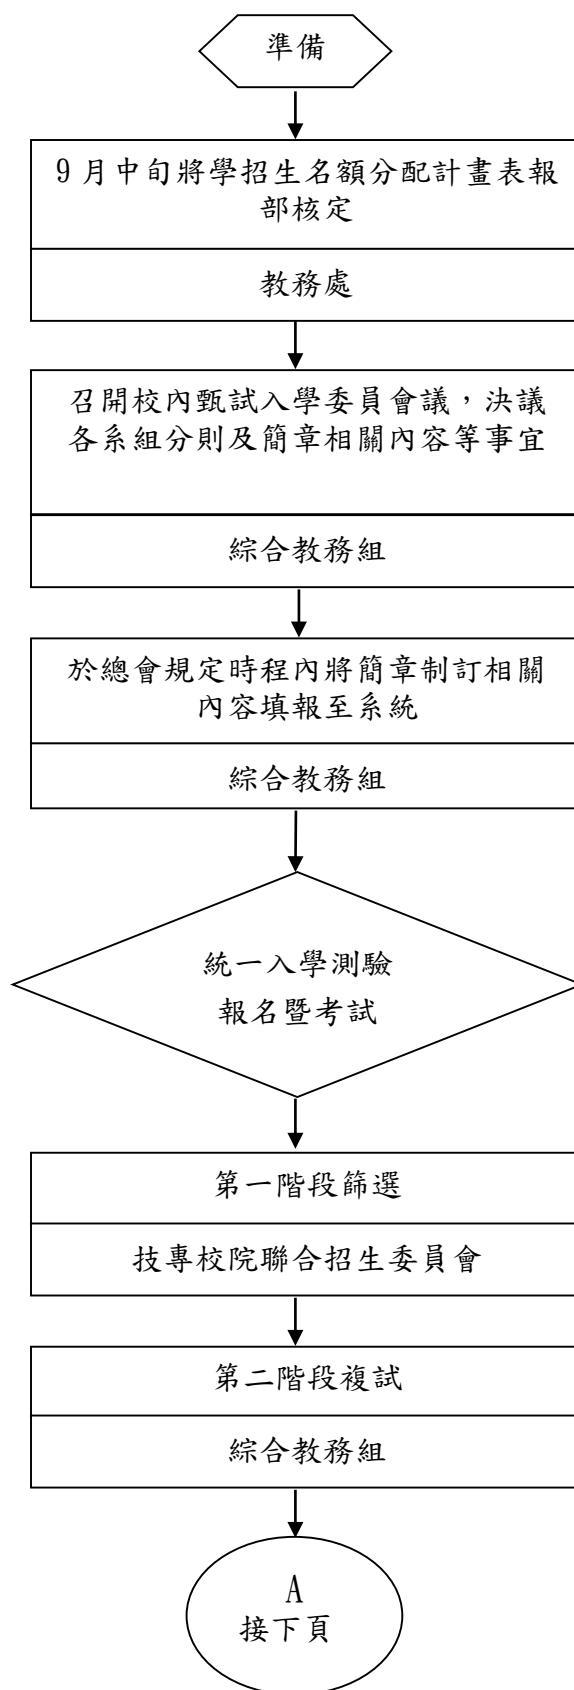 準備
9月中旬將學招生名額分配計畫表報
部核定
教務處
召開校內甄試入學委員會議，決議
各系組分則及簡章相關內容等事宜
綜合教務組
於總會規定時程內將簡章制訂相關
內容填報至系統
綜合教務組
統一入學測驗
報名暨考試
第一階段篩選
技專校院聯合招生委員會
第二階段複試
綜合教務組
A
接下頁